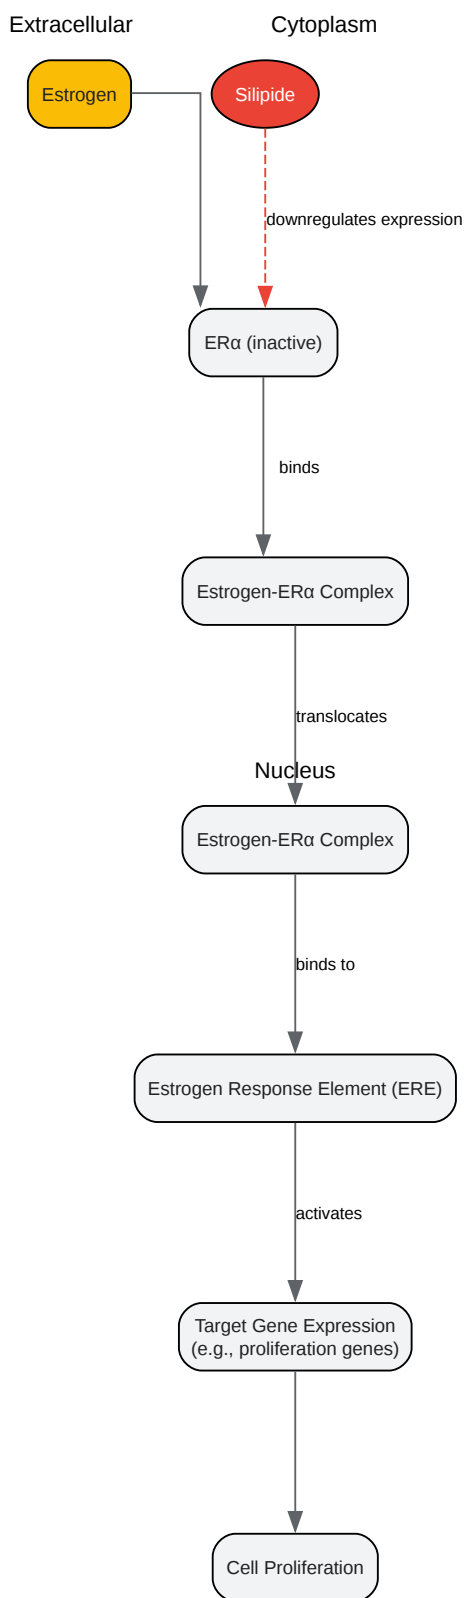 Extracellular
Cytoplasm
Estrogen
Silipide
downregulates expression
ERα (inactive)
binds
Estrogen-ERα Complex
translocates
Nucleus
Estrogen-ERα Complex
binds to
Estrogen Response Element (ERE)
activates
Target Gene Expression
(e.g., proliferation genes)
Cell Proliferation